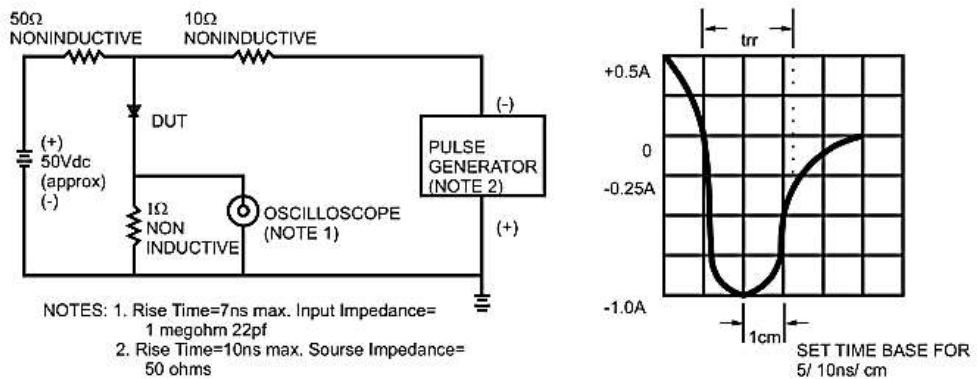 50Ω
NONINDUCTIVE
10Ω
NONINDUCTIVE
DUT
(+)
50Vdc
(approx)
(-)
1Ω
NON
INDUCTIVE
OSCILLOSCOPE
(NOTE 1)
(-)
PULSE
GENERATOR
(NOTE 2)
(+)
NOTES: 1. Rise Time=7ns max. Input Impedance=
1 megohm 22pf
2. Rise Time=10ns max. Sourse Impedance=
50 ohms
trr
+0.5A
0
-0.25A
-1.0A
1cm
SET TIME BASE FOR
5/ 10ns/ cm